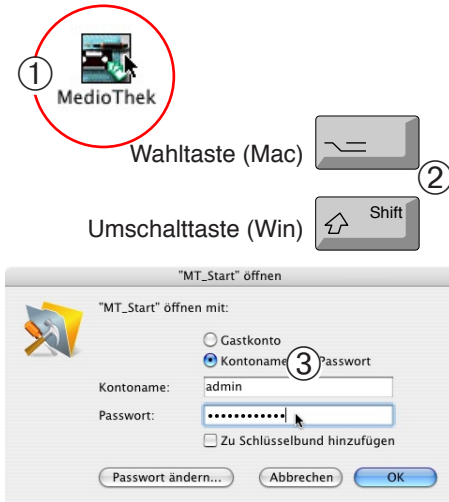 ①
MedioThek
Wahltaste (Mac)
②
Umschalttaste (Win)
Shift
"MT_Start" öffnen
"MT_Start" öffnen mit:
Gastkonto
Kontoname ③ Passwort
Kontoname: admin
Passwort: ••••••••••••
Zu Schlüsselbund hinzufügen
Passwort ändern... Abbrechen OK